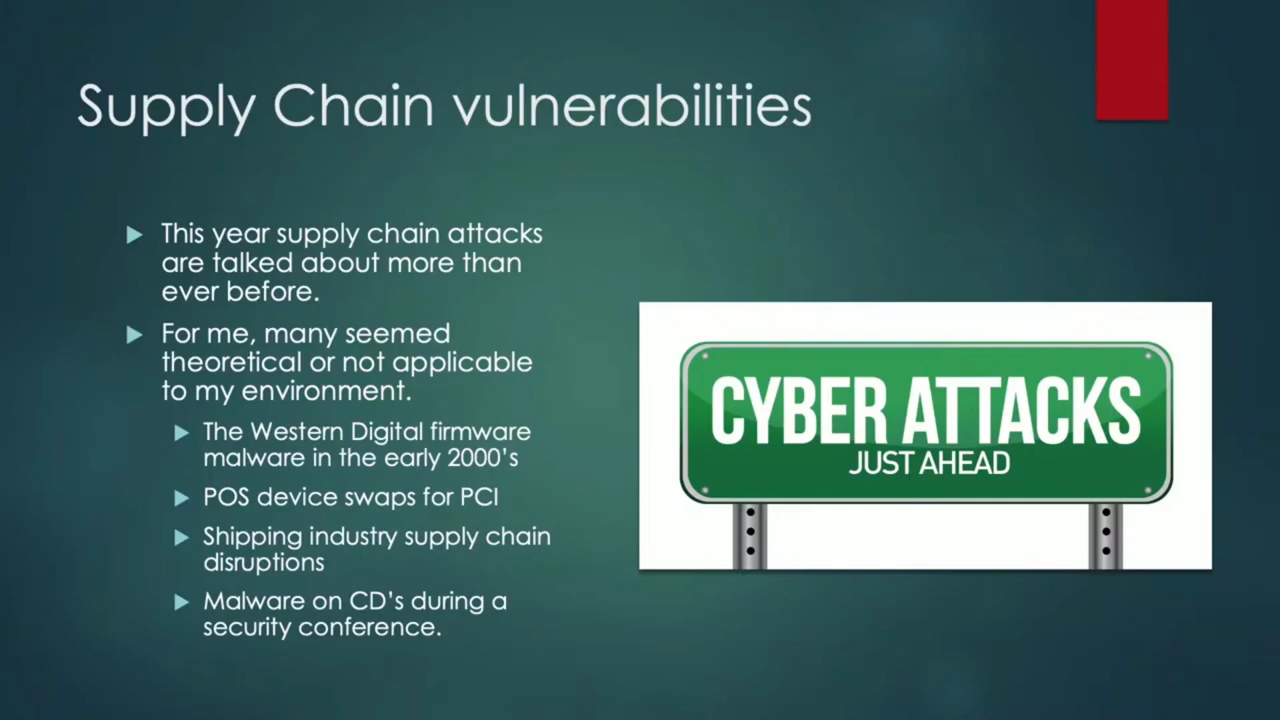 Supply Chain vulnerabilities
This year supply chain attacks
are talked about more than
ever before.
For me, many seemed
theoretical or not applicable
to my environment.
The Western Digital firmware
malware in the early 2000's
POS device swaps for PCI
Shipping industry supply chain
disruptions
Malware on CD's during a
security conference.
CYBER ATTACKS
JUST AHEAD